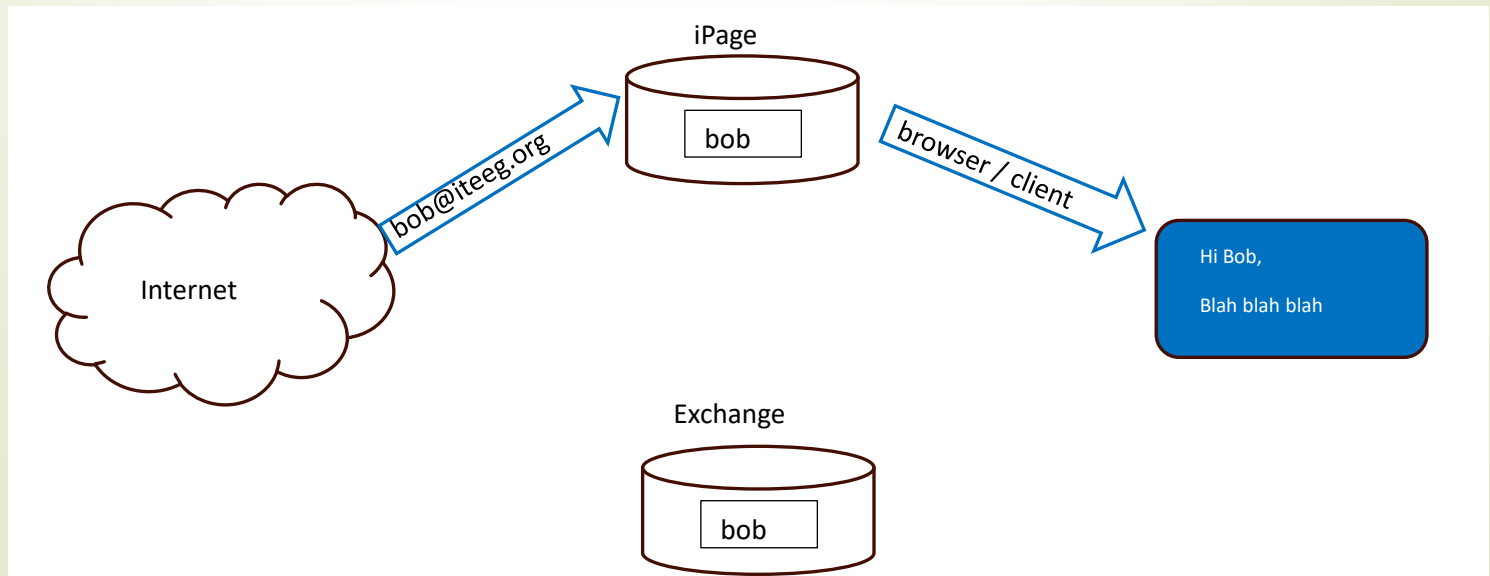 iPage
bob
bob@iteeg.org
browser / client
Internet
Hi Bob,
Blah blah blah
Exchange
bob